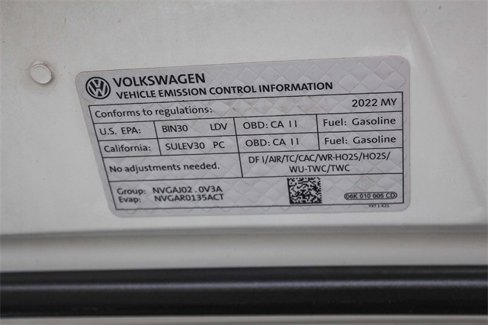 VOLKSWAGEN
VEHICLE EMISSION CONTROL INFORMATION
Conforms to regulations: 2022 MY
U.S. EPA: BIN30 LDV OBD: CA II Fuel: Gasoline
California: SULEV30 PC OBD: CA II Fuel: Gasoline
No adjustments needed. DFI/AIR/TC/CAC/WR-HO2S/HO2S/
WU-TWC/TWC
Group: NVGAJ02.0V3A
Evap: NVGAR0135ACT
06K 010 005 CD